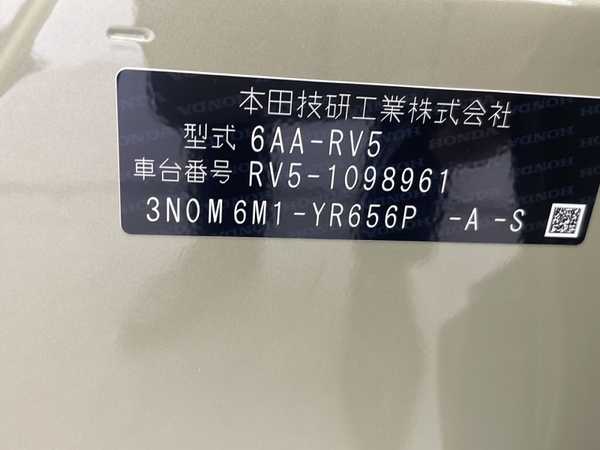 本田技研工業株式会社
型式 6AA-RV5
車台番号 RV5-1098961
3NOM6M1-YR656P -A -S